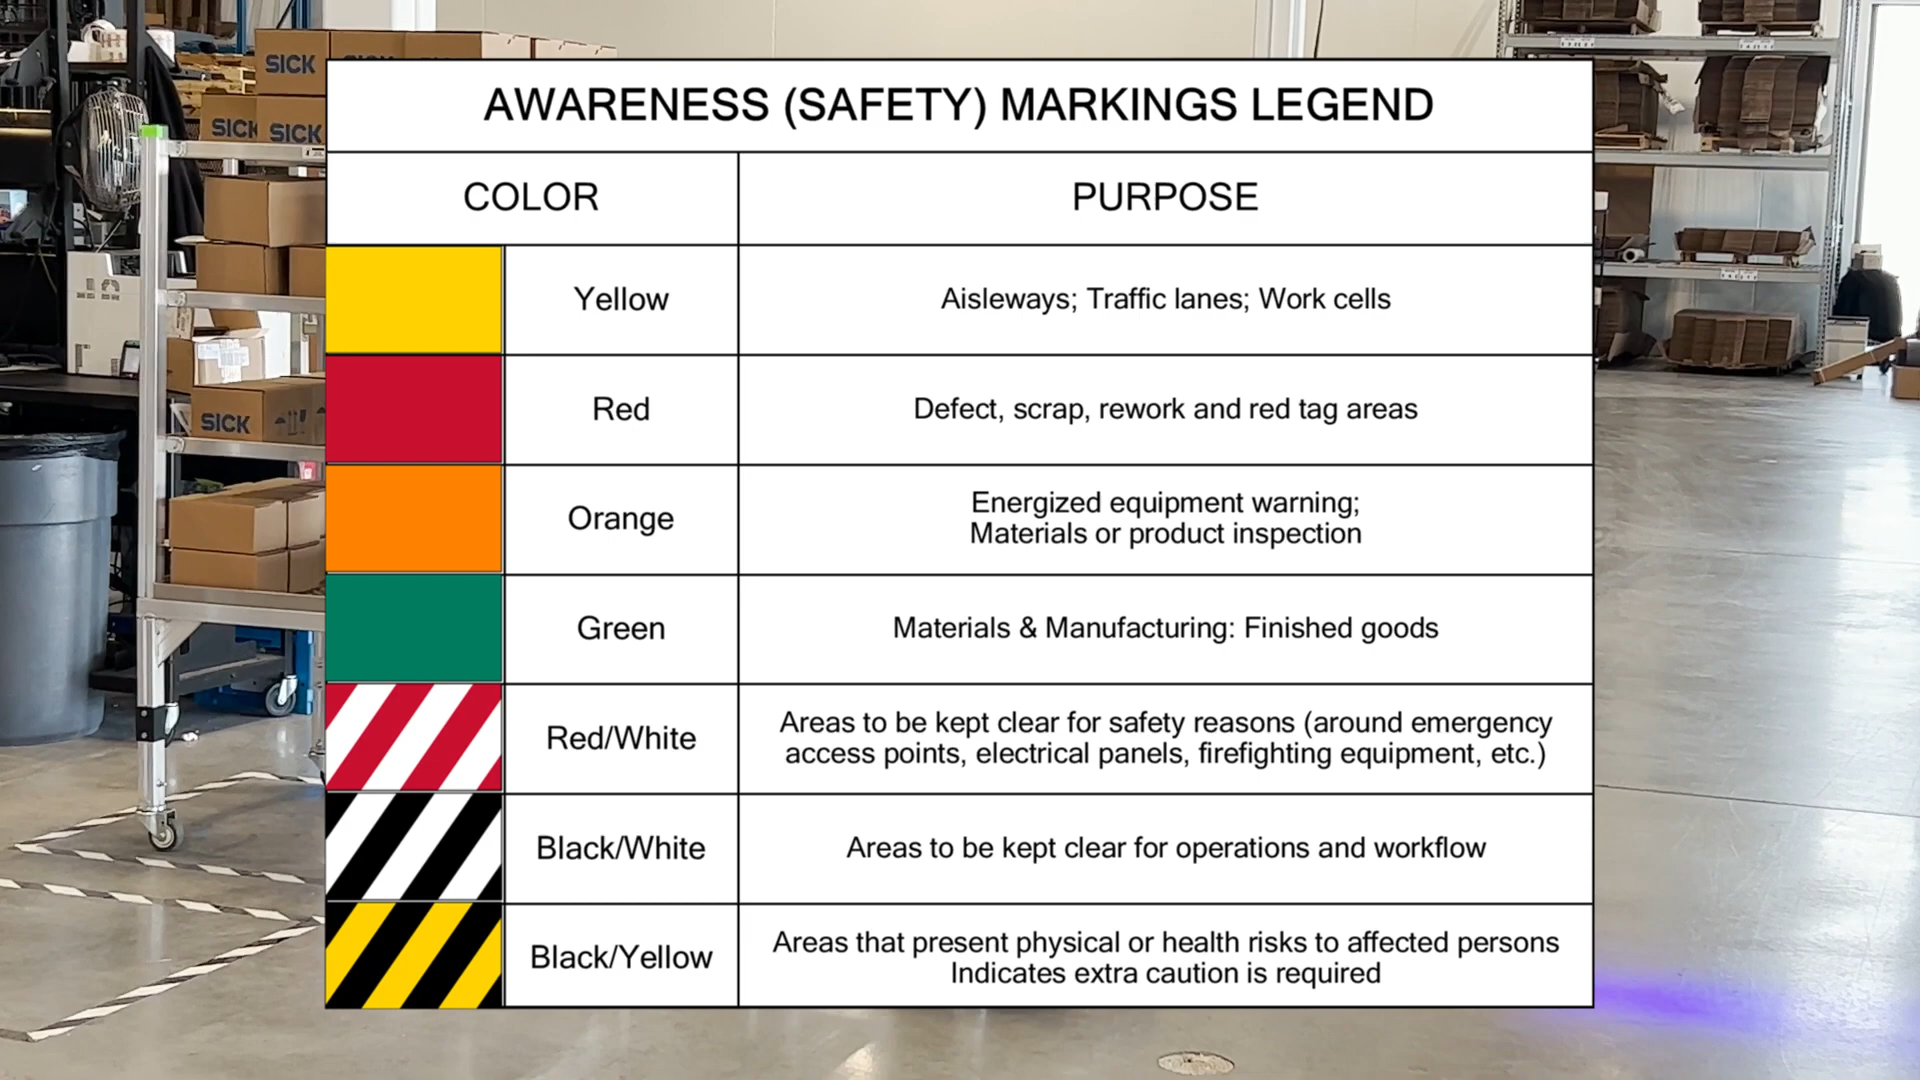 SICK
SICK
SICK
AWARENESS (SAFETY) MARKINGS LEGEND
COLOR
PURPOSE
Yellow
Aisleways; Traffic lanes; Work cells
Red
Defect, scrap, rework and red tag areas
Orange
Energized equipment warning;
Materials or product inspection
Green
Materials & Manufacturing: Finished goods
Red/White
Areas to be kept clear for safety reasons (around emergency
access points, electrical panels, firefighting equipment, etc.)
Black/White
Areas to be kept clear for operations and workflow
Black/Yellow
Areas that present physical or health risks to affected persons
Indicates extra caution is required
SICK